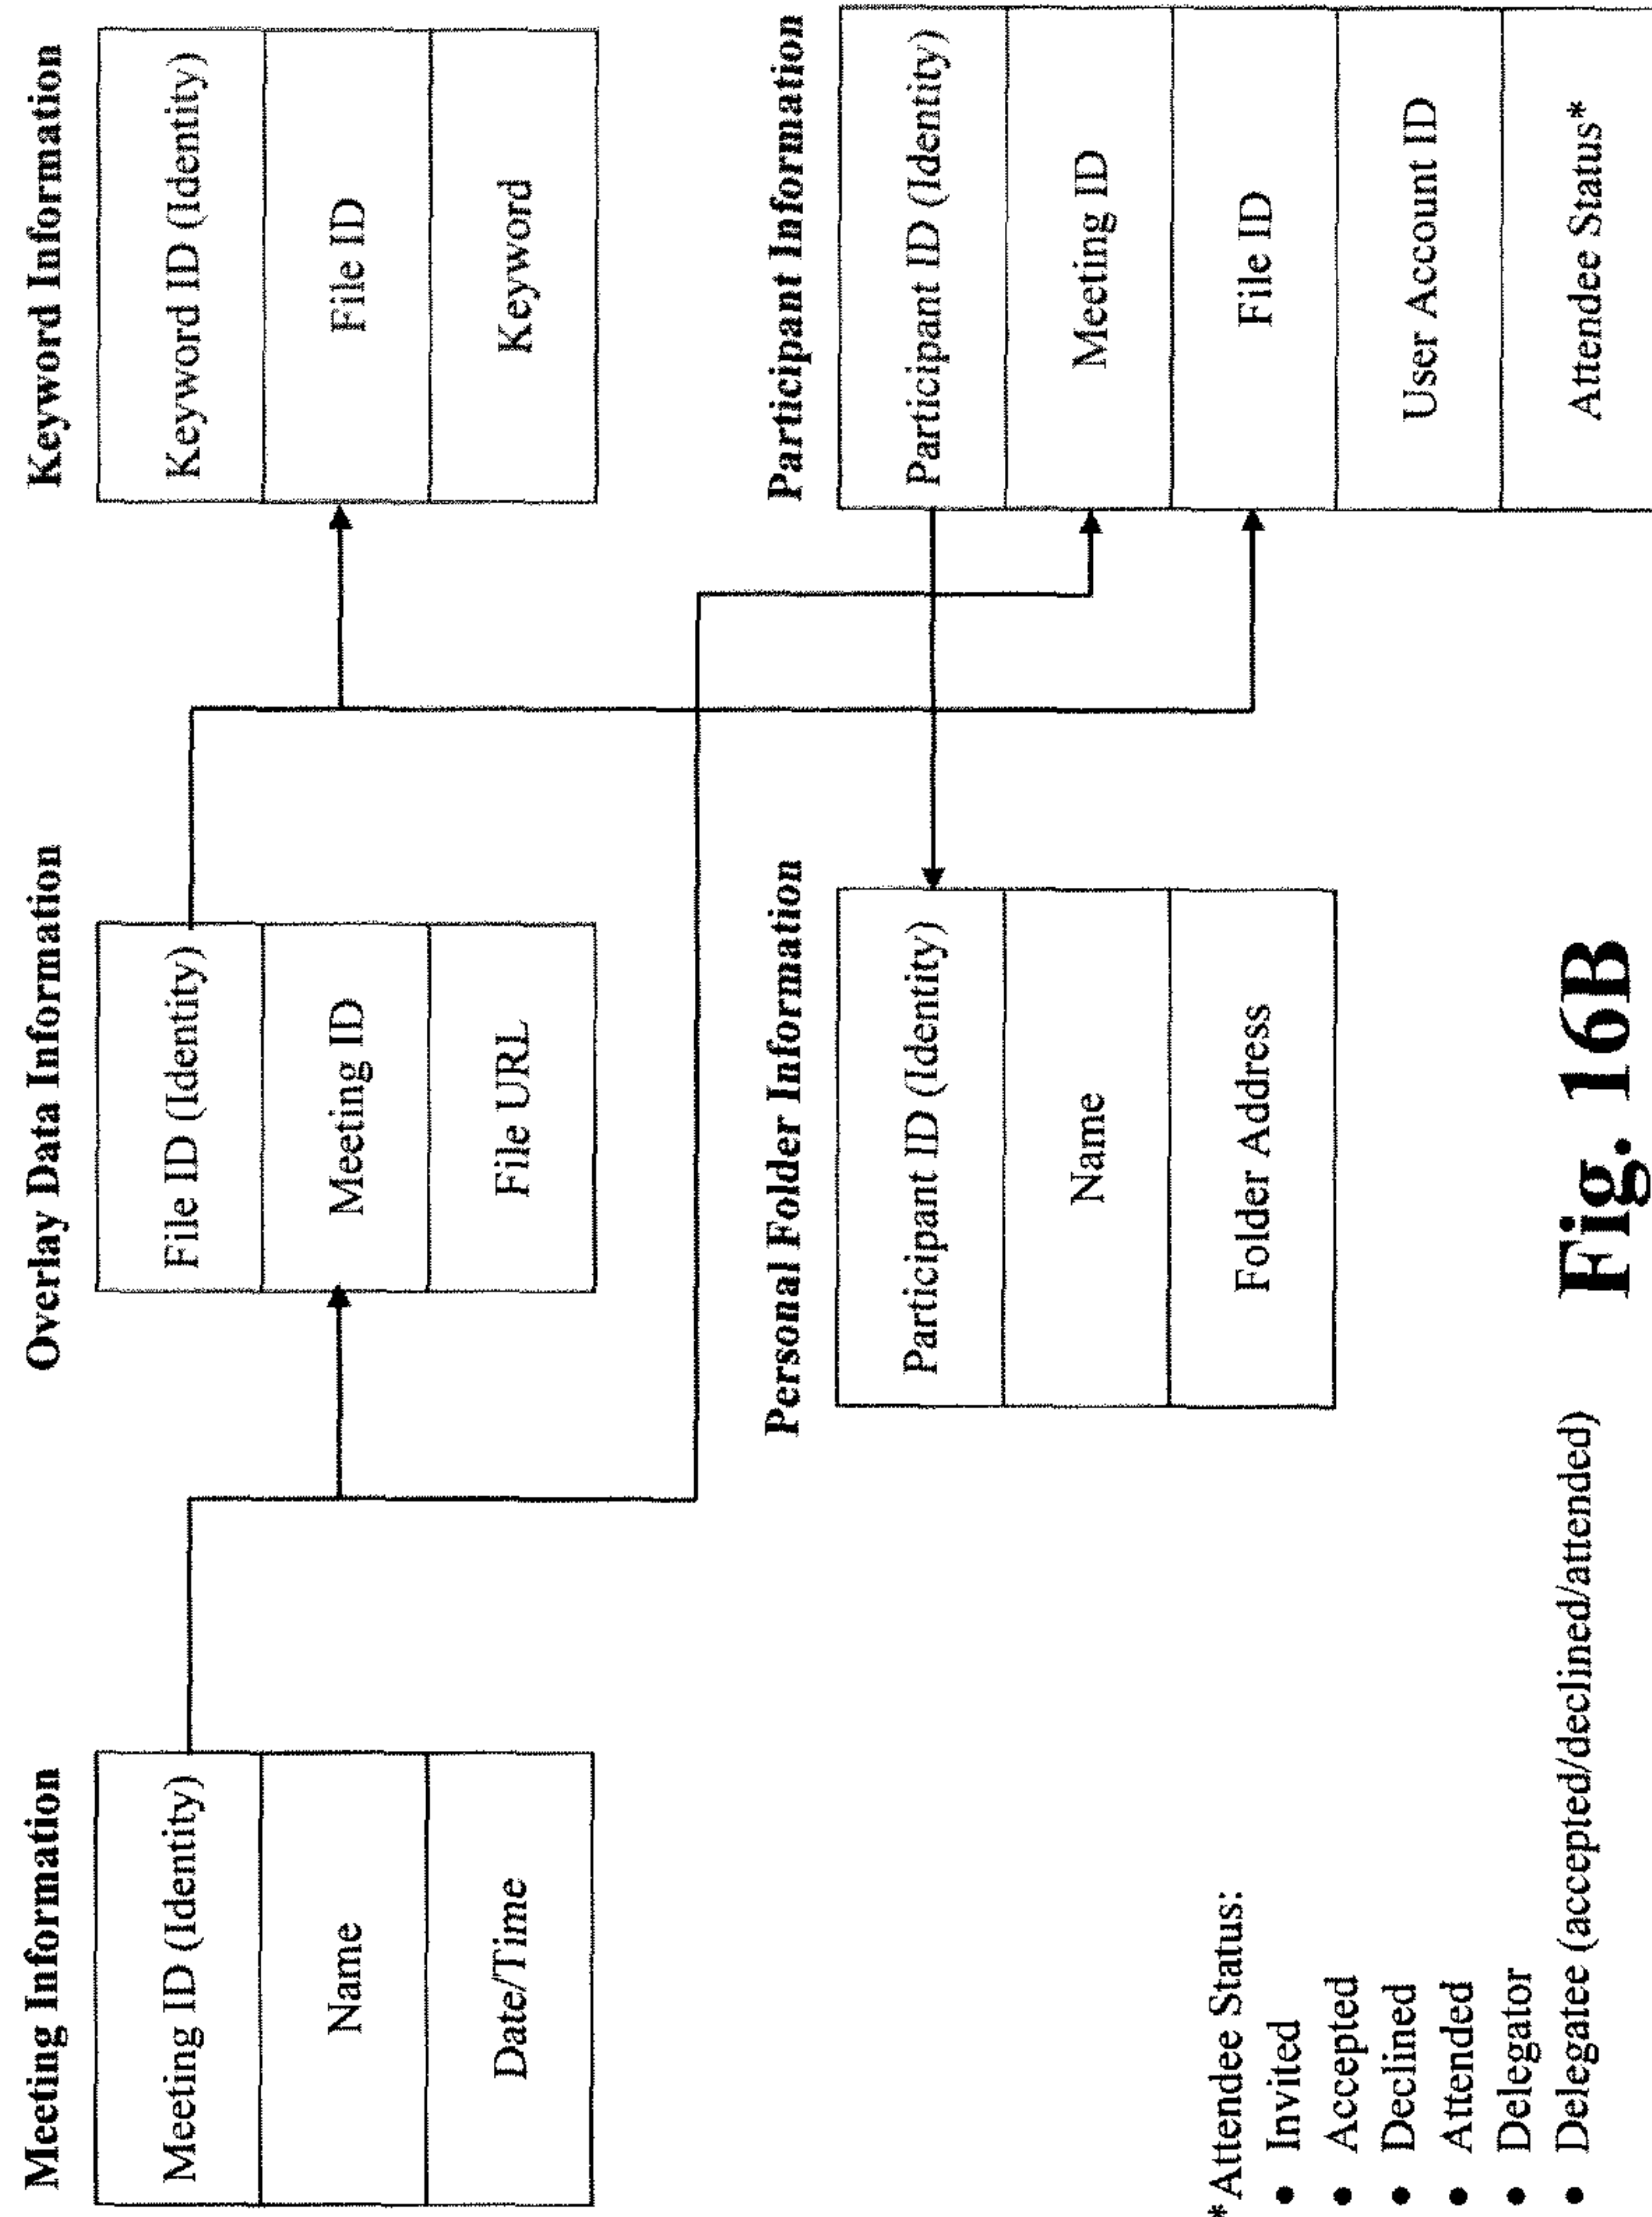 Meeting Information
Meeting ID (Identity)
Name
Date/Time
Overlay Data Information
File ID (Identity)
Meeting ID
File URL
Keyword Information
Keyword ID (Identity)
File ID
Keyword
Personal Folder Information
Participant ID (Identity)
Name
Folder Address
Participant Information
Participant ID (Identity)
Meeting ID
File ID
User Account ID
Attendee Status*
*Attendee Status:
• Invited
• Accepted
• Declined
• Attended
• Delegator
• Delegatee (accepted/declined/attended)
Fig. 16B